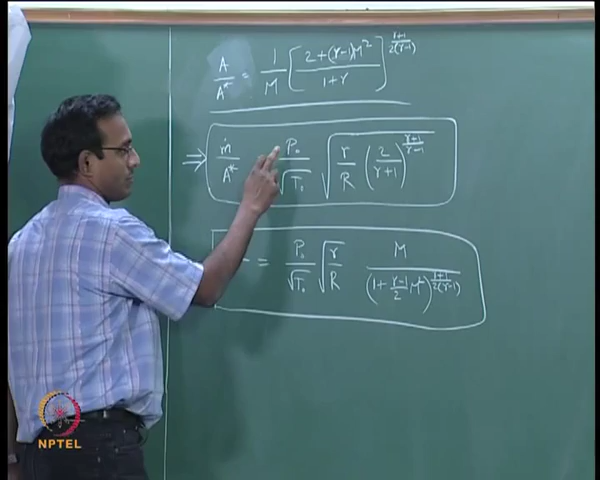 A/A* = 1/M [ (2+(γ-1)M²)/(1+γ) ]^((γ+1)/(2(γ-1)))
⇒ ṁ/A* P₀/√T₀ √( γ/R (2/(γ+1))^((γ+1)/(γ-1)) )
= P₀/√T₀ √(γ/R) M/(1+(γ-1)/2 M²)^((γ+1)/(2(γ-1)))
NPTEL